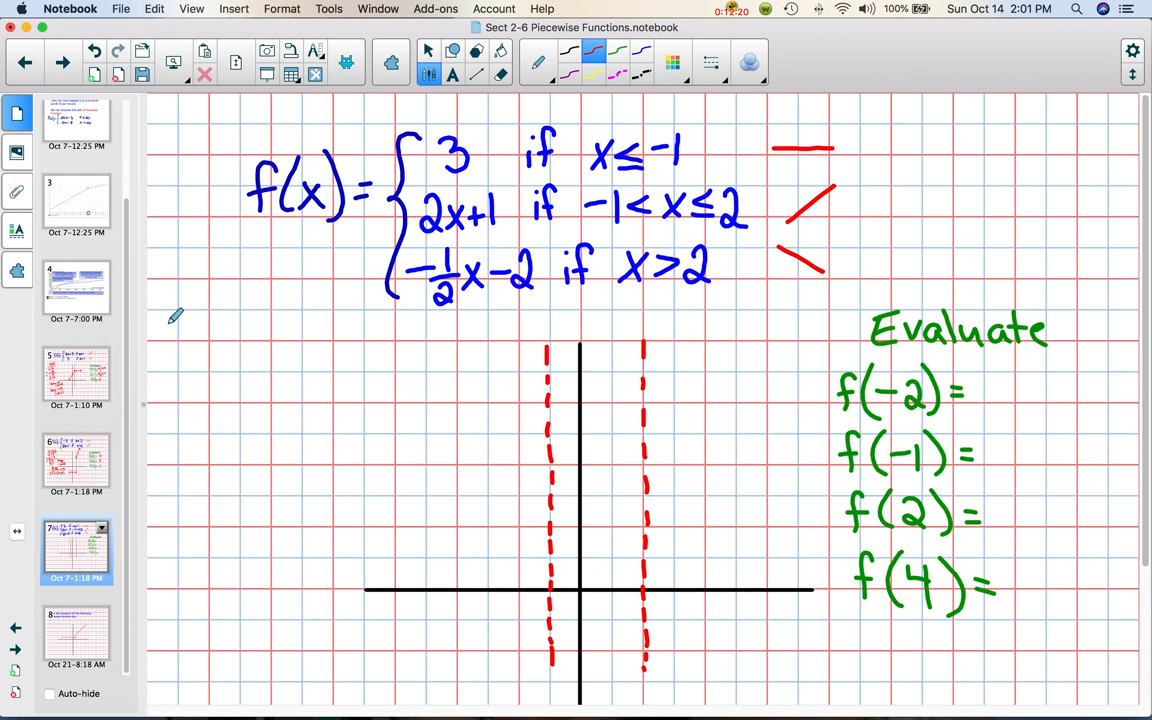 Notebook File Edit View Insert Format Tools Window Add-ons Account Help 0:12:20 100% Sun Oct 14 2:01 PM
Sect 2-6 Piecewise Functions.notebook
Oct 7-12:25 PM
3
Oct 7-12:25 PM
4
Oct 7-7:00 PM
5
Oct 7-1:10 PM
6
Oct 7-1:18 PM
7
Oct 7-1:18 PM
8
Oct 21-8:18 AM
Auto-hide
f(x) = { 3 if x ≤ -1
2x+1 if -1 < x ≤ 2
-1/2x - 2 if x > 2
Evaluate
f(-2) =
f(-1) =
f(2) =
f(4) =